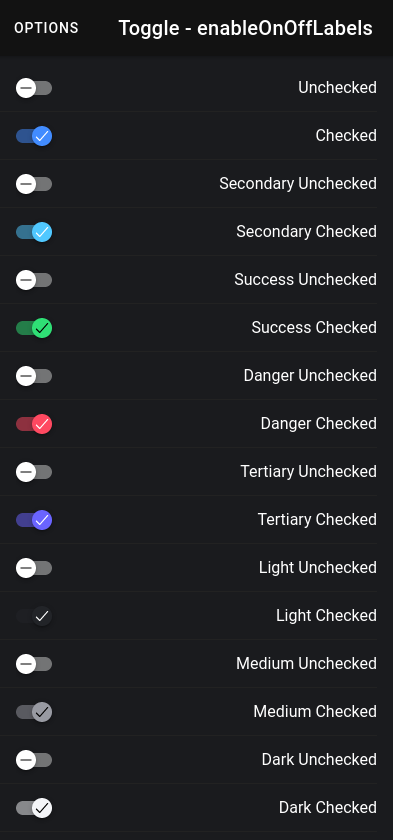 OPTIONS
Toggle - enableOnOffLabels
Unchecked
Checked
Secondary Unchecked
Secondary Checked
Success Unchecked
Success Checked
Danger Unchecked
Danger Checked
Tertiary Unchecked
Tertiary Checked
Light Unchecked
Light Checked
Medium Unchecked
Medium Checked
Dark Unchecked
Dark Checked